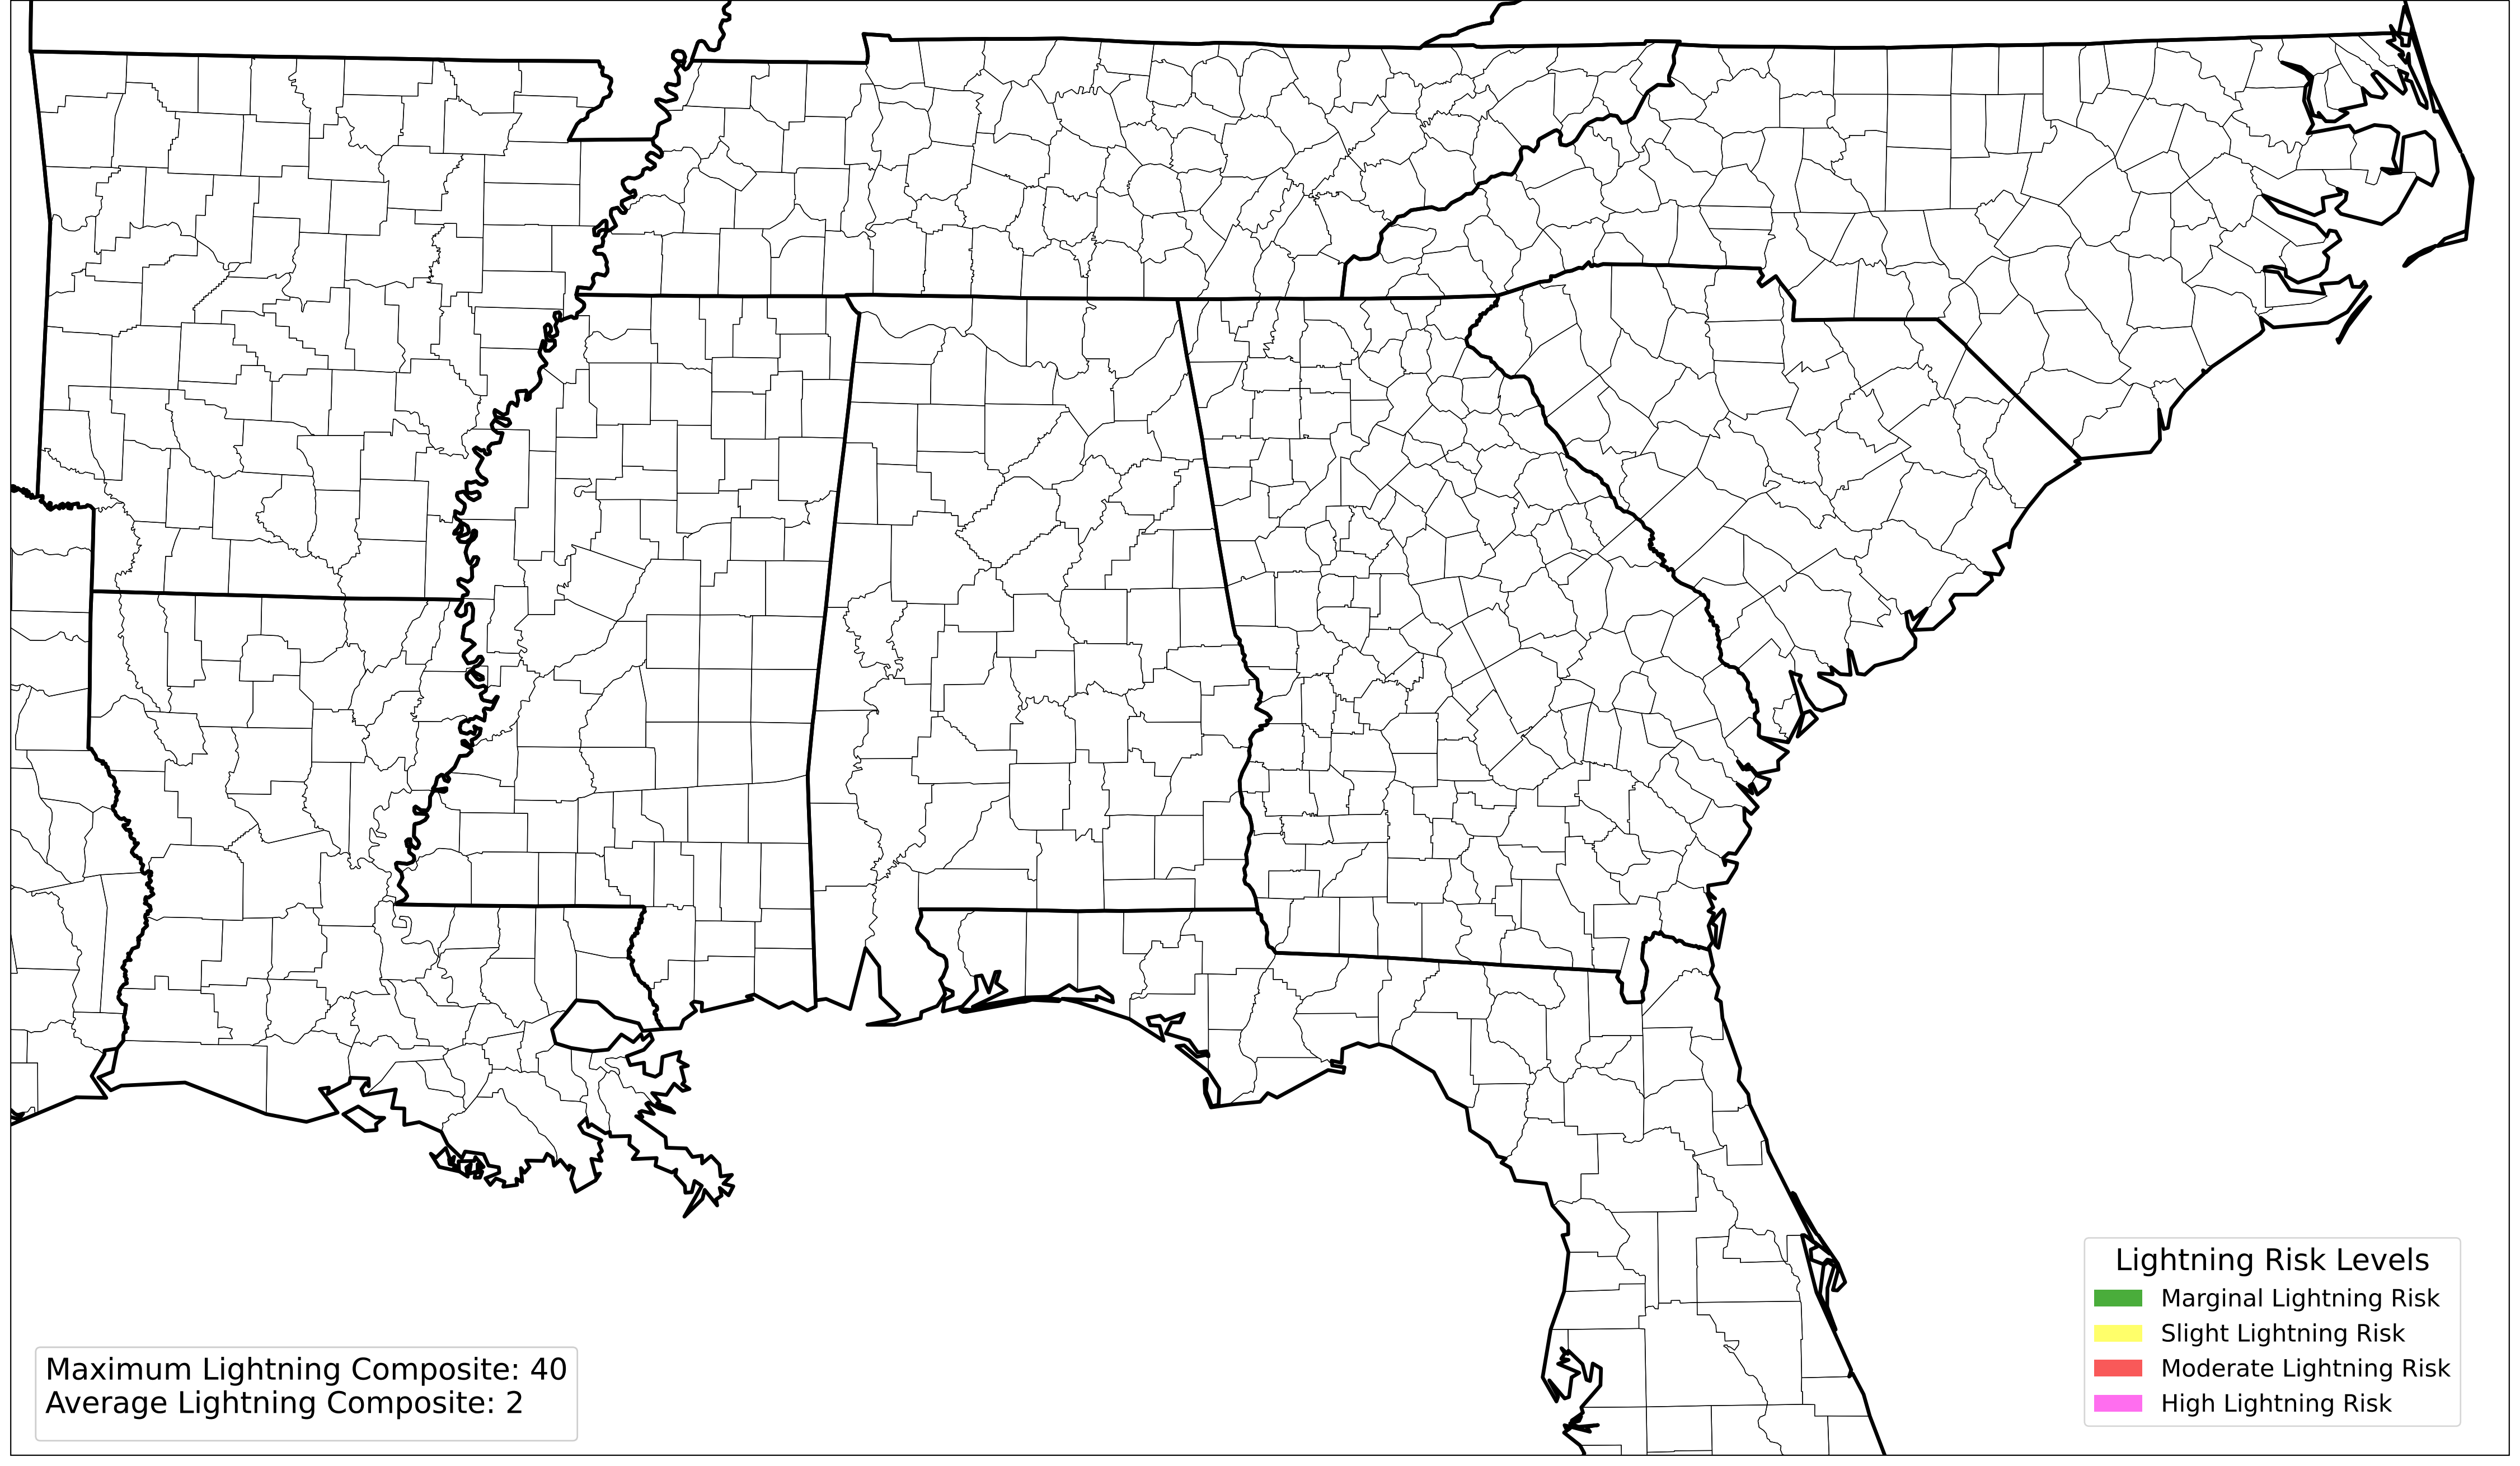 Lightning Risk Levels
Marginal Lightning Risk
Slight Lightning Risk
Moderate Lightning Risk
High Lightning Risk
Maximum Lightning Composite: 40
Average Lightning Composite: 2